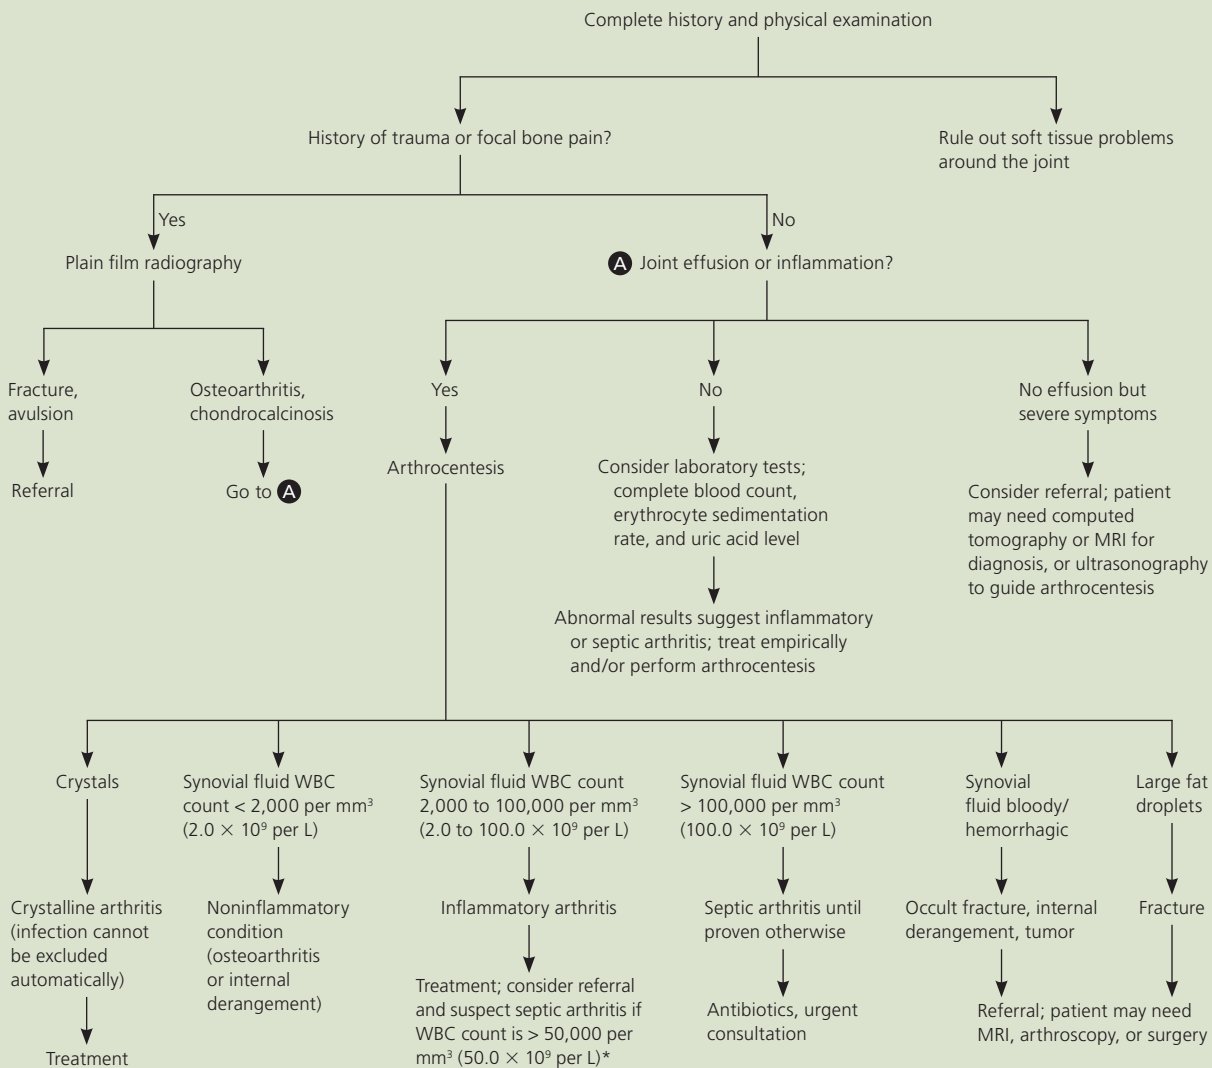 Complete history and physical examination
History of trauma or focal bone pain?
Rule out soft tissue problems
around the joint
Yes
No
Plain film radiography
A Joint effusion or inflammation?
Fracture,
avulsion
Osteoarthritis,
chondrocalcinosis
Yes
No
No effusion but
severe symptoms
Referral
Go to A
Arthrocentesis
Consider laboratory tests;
complete blood count,
erythrocyte sedimentation
rate, and uric acid level
Consider referral; patient
may need computed
tomography or MRI for
diagnosis, or ultrasonography
to guide arthrocentesis
Abnormal results suggest inflammatory
or septic arthritis; treat empirically
and/or perform arthrocentesis
Crystals
Synovial fluid WBC
count < 2,000 per mm³
(2.0 × 10⁹ per L)
Synovial fluid WBC count
2,000 to 100,000 per mm³
(2.0 to 100.0 × 10⁹ per L)
Synovial fluid WBC count
> 100,000 per mm³
(100.0 × 10⁹ per L)
Synovial
fluid bloody/
hemorrhagic
Large fat
droplets
Crystalline arthritis
(infection cannot
be excluded
automatically)
Noninflammatory
condition
(osteoarthritis
or internal
derangement)
Inflammatory arthritis
Septic arthritis until
proven otherwise
Occult fracture, internal
derangement, tumor
Fracture
Treatment
Treatment; consider referral
and suspect septic arthritis if
WBC count is > 50,000 per
mm³ (50.0 × 10⁹ per L)*
Antibiotics, urgent
consultation
Referral; patient may need
MRI, arthroscopy, or surgery